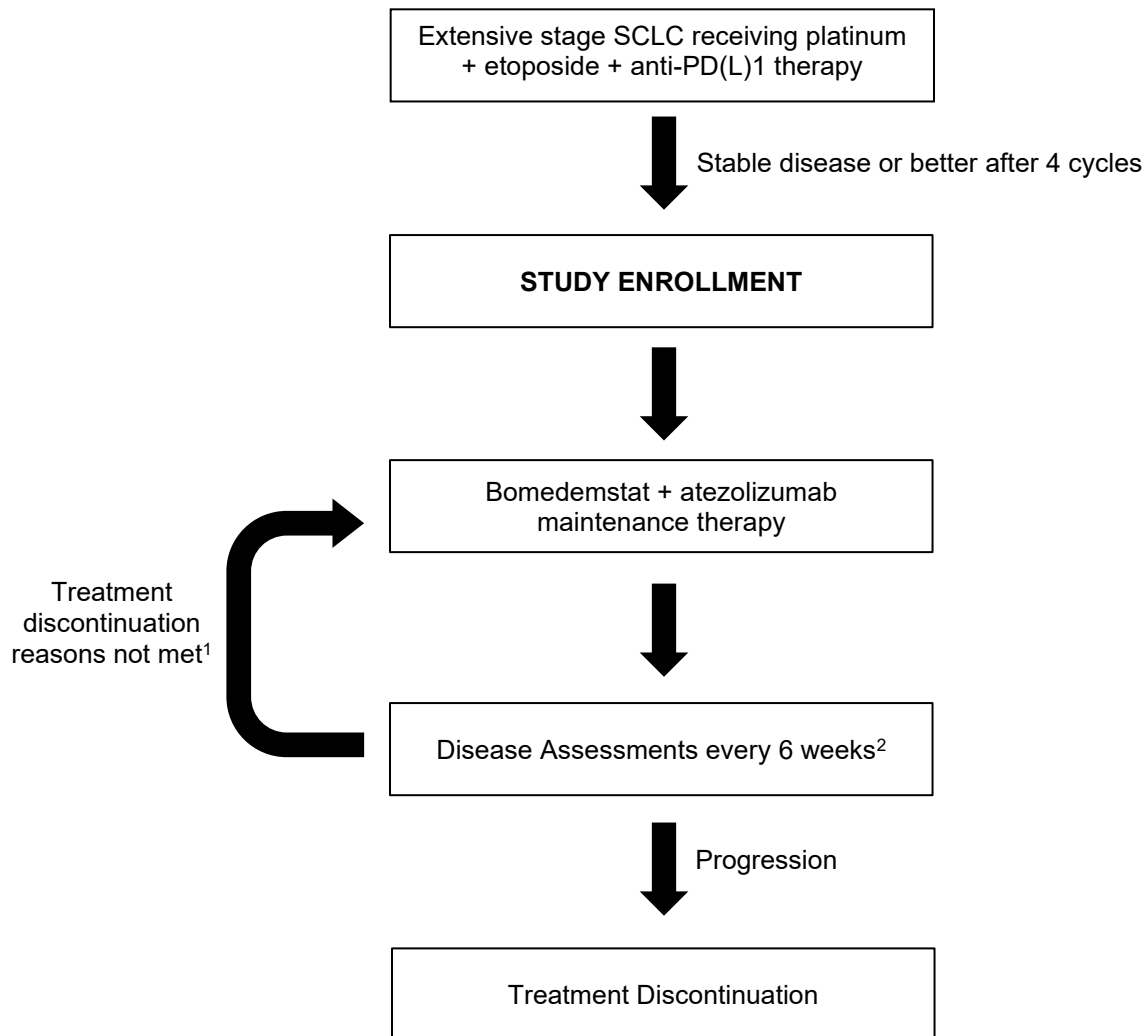 Extensive stage SCLC receiving platinum
+ etoposide + anti-PD(L)1 therapy
Stable disease or better after 4 cycles
STUDY ENROLLMENT
Bomedemstat + atezolizumab
maintenance therapy
Treatment
discontinuation
reasons not met¹
Disease Assessments every 6 weeks²
Progression
Treatment Discontinuation